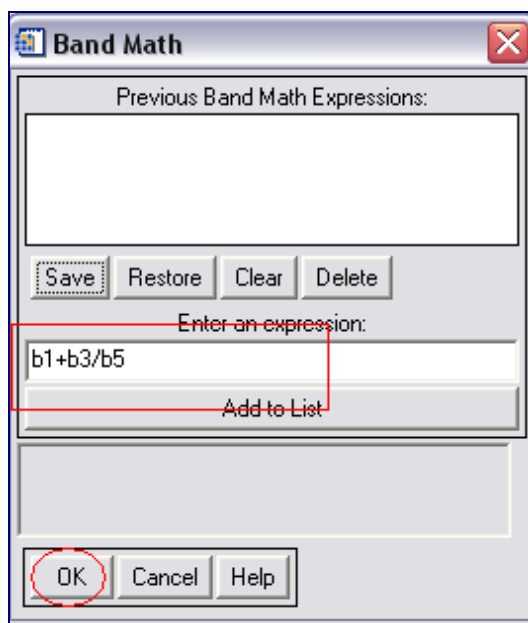 Band Math
Previous Band Math Expressions:
Save Restore Clear Delete
Enter an expression:
b1+b3/b5
Add to List
OK Cancel Help